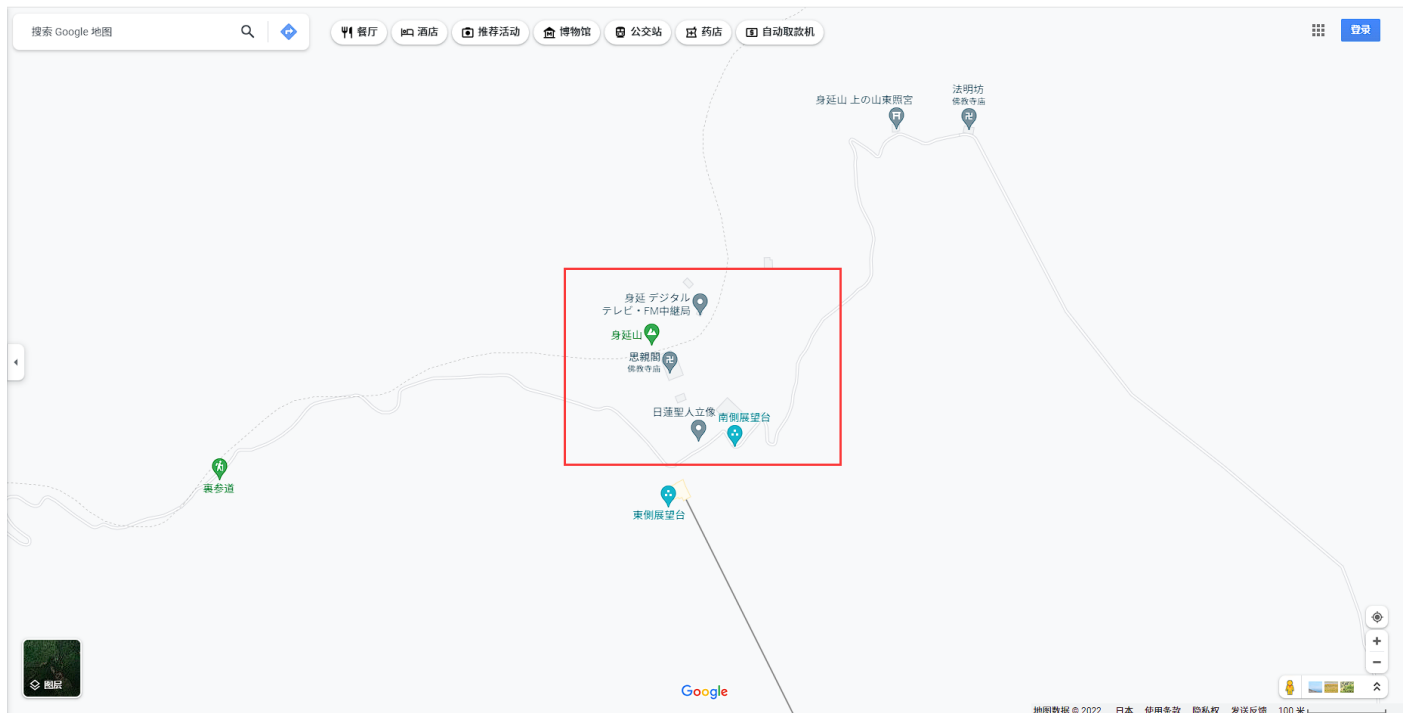 搜索 Google 地图
餐厅
酒店
推荐活动
博物馆
公交站
药店
自动取款机
登录
法明坊
佛教寺庙
身延山 上の山東照宮
身延 デジタル
テレビ・FM中継局
身延山
思親閣
佛教寺庙
日蓮聖人立像
南側展望台
裏参道
東側展望台
图层
Google
地图数据 © 2022 日本 使用条款 隐私权 发送反馈 100 米